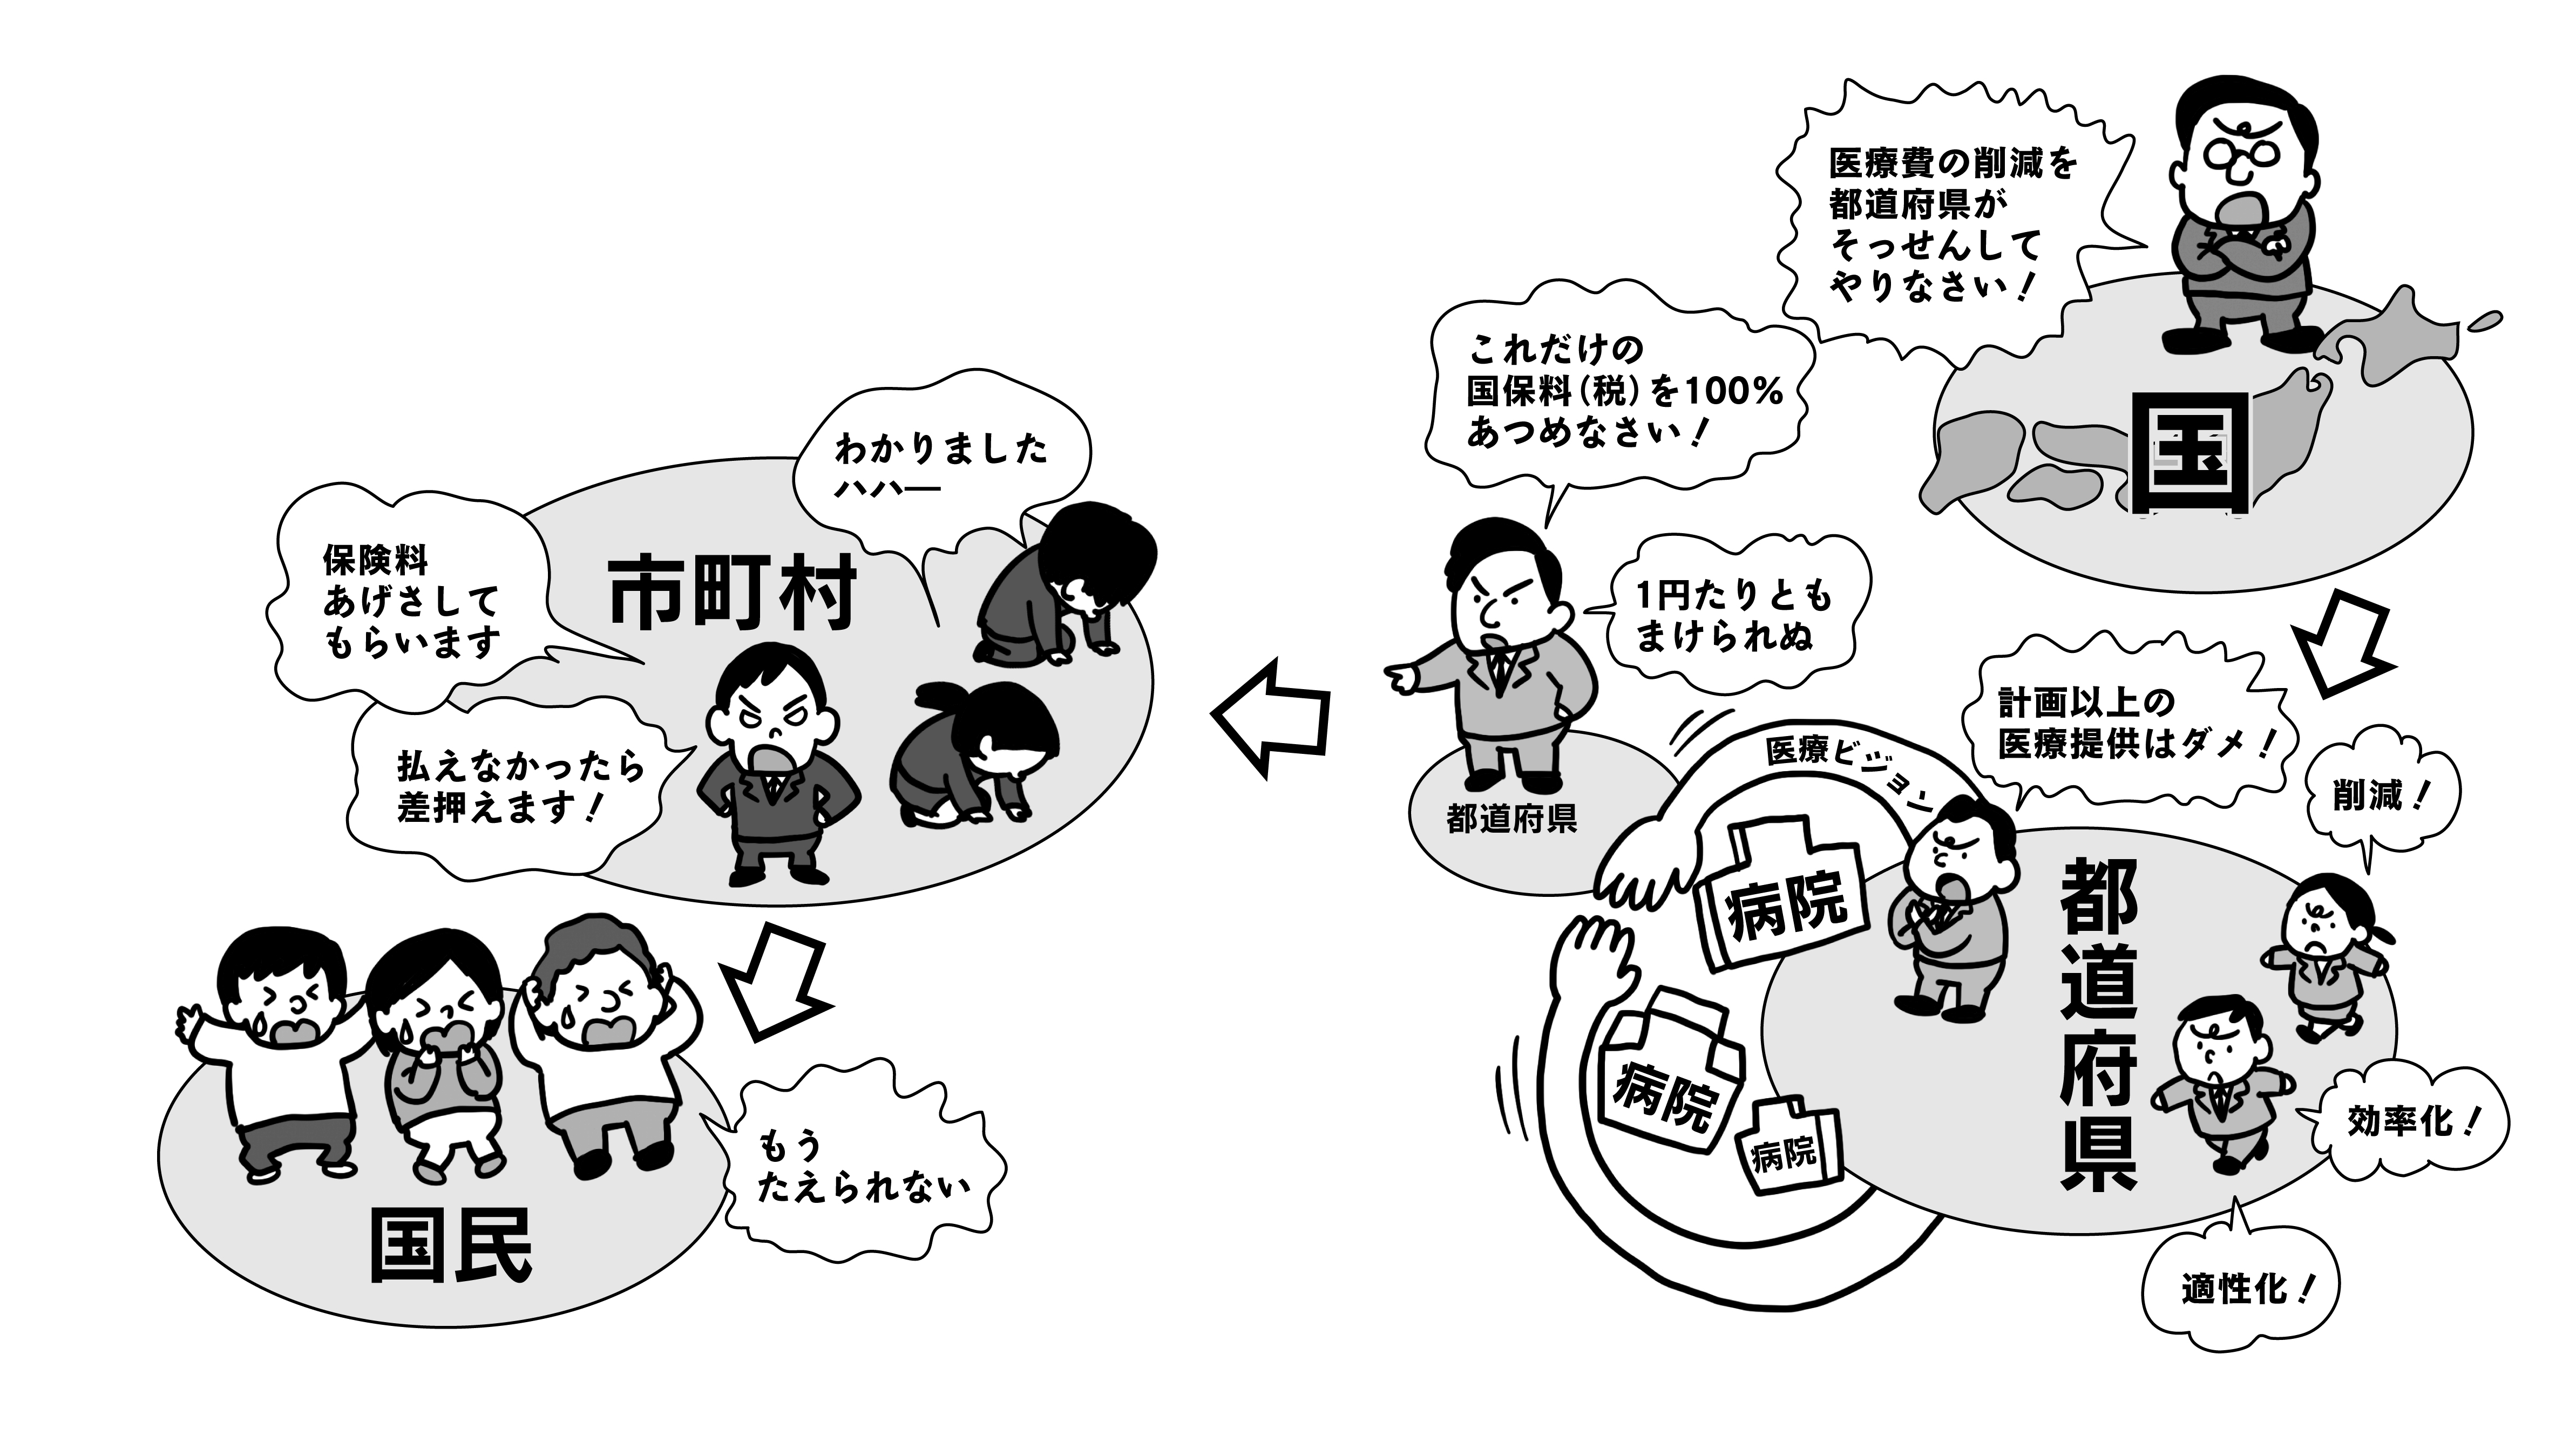 医療費の削減を
都道府県が
そっせんして
やりなさい！
国
これだけの
国保料（税）を100％
あつめなさい！
1円たりとも
まけられぬ
都道府県
計画以上の
医療提供はダメ！
削減！
医療ビジョン
病院
病院
病院
都道府県
効率化！
適性化！
わかりました
ハハ―
市町村
保険料
あげさして
もらいます
払えなかったら
差押えます！
国民
もう
たえられない